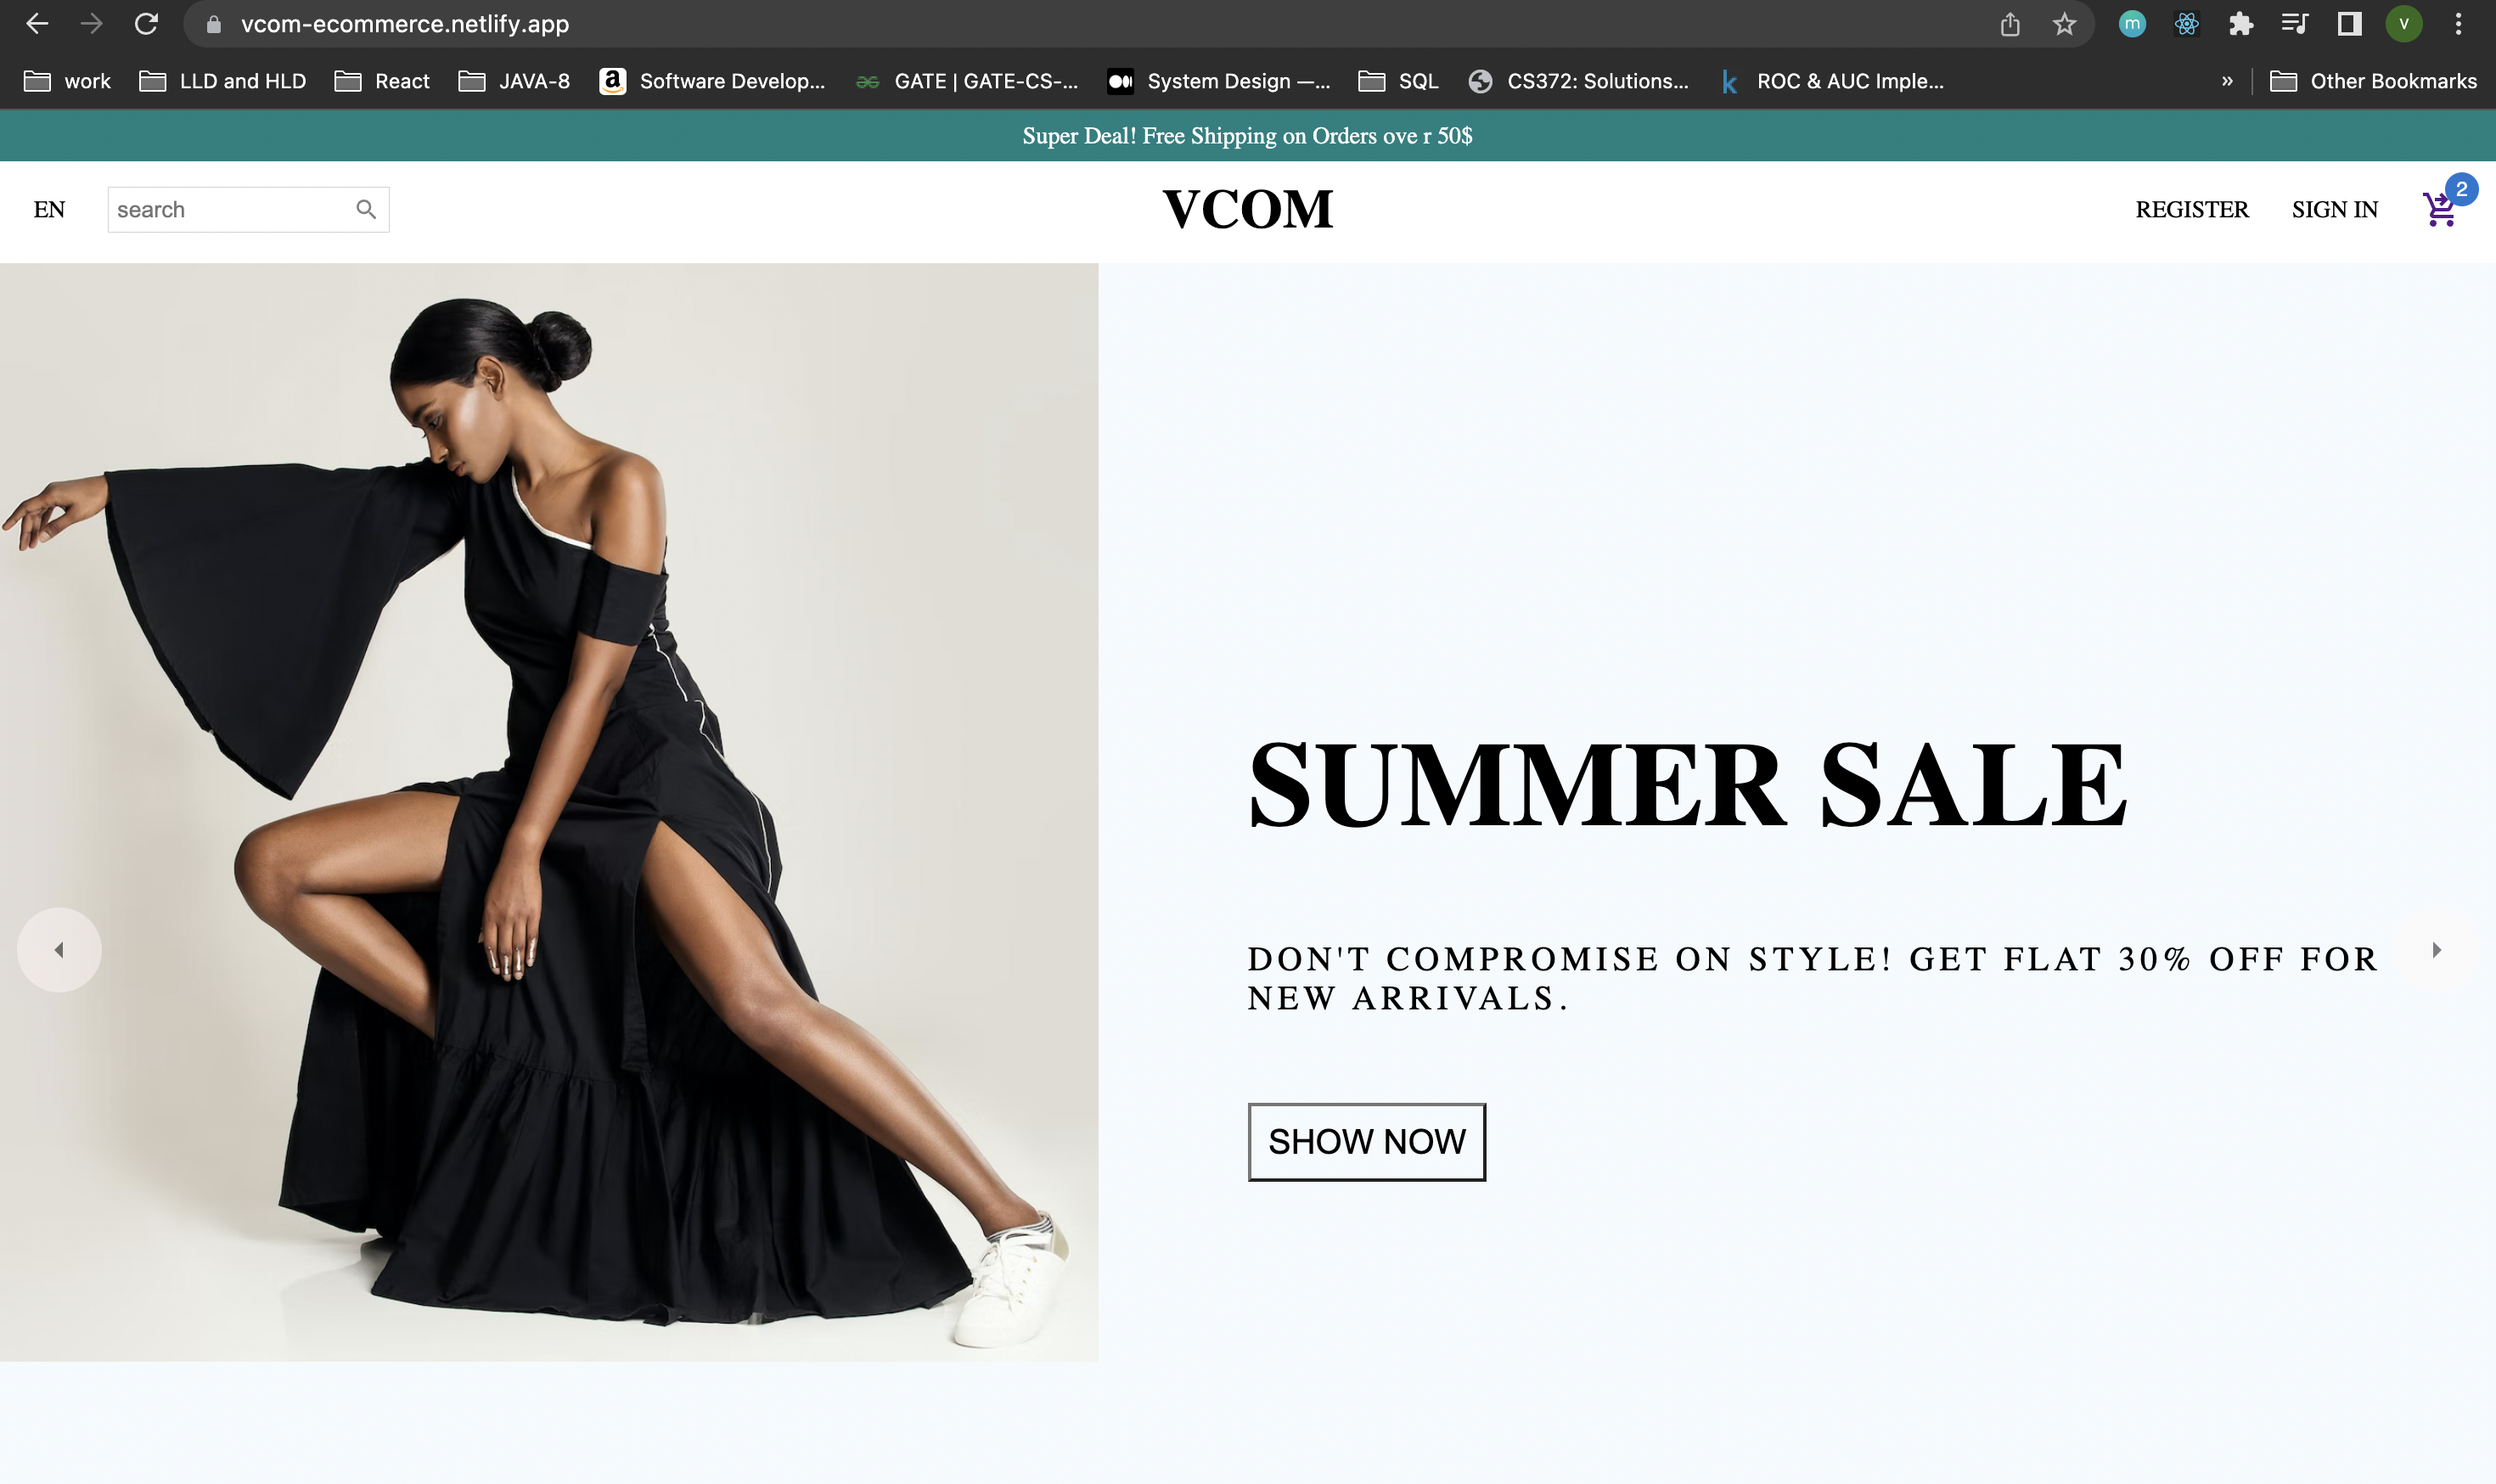 vcom-ecommerce.netlify.app
m
v
work LLD and HLD React JAVA-8 Software Develop... GATE | GATE-CS-... System Design —... SQL CS372: Solutions... ROC & AUC Imple... » Other Bookmarks
Super Deal! Free Shipping on Orders ove r 50$
EN search VCOM REGISTER SIGN IN 2
SUMMER SALE
DON'T COMPROMISE ON STYLE! GET FLAT 30% OFF FOR
NEW ARRIVALS.
SHOW NOW